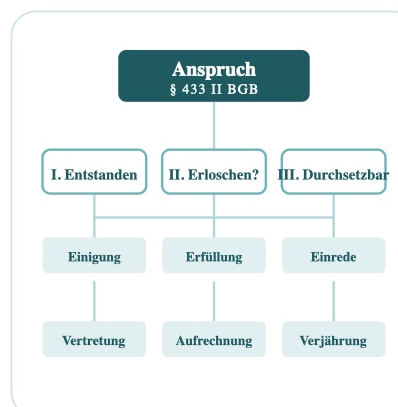 Anspruch
§ 433 II BGB
I. Entstanden
II. Erloschen?
III. Durchsetzbar
Einigung
Erfüllung
Einrede
Vertretung
Aufrechnung
Verjährung